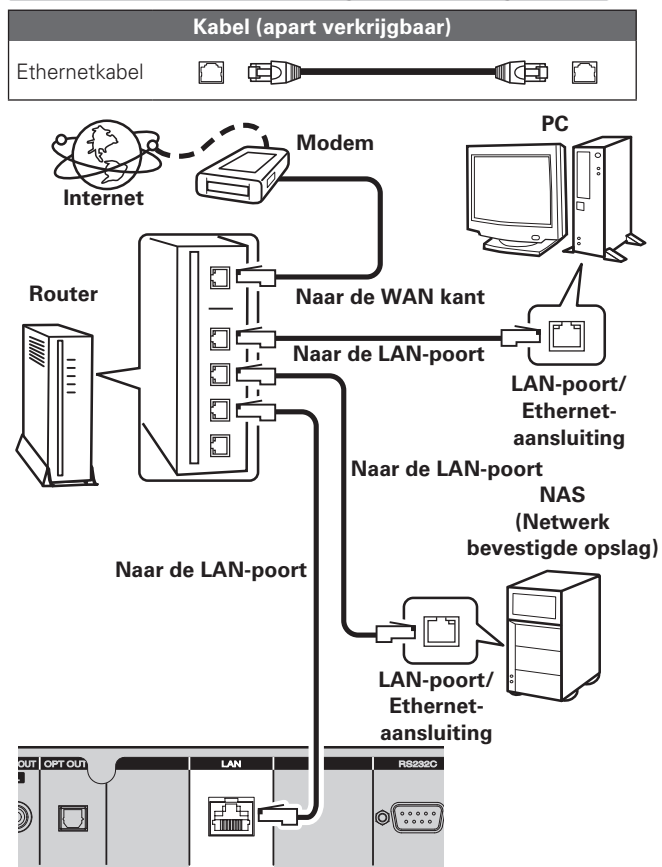 Kabel (apart verkrijgbaar)
Ethernetkabel
PC
Modem
Internet
Router
Naar de WAN kant
Naar de LAN-poort
LAN-poort/
Ethernet-
aansluiting
Naar de LAN-poort
NAS
(Netwerk
bevestigde opslag)
Naar de LAN-poort
LAN-poort/
Ethernet-
aansluiting
OUT
OPT OUT
LAN
RS232C